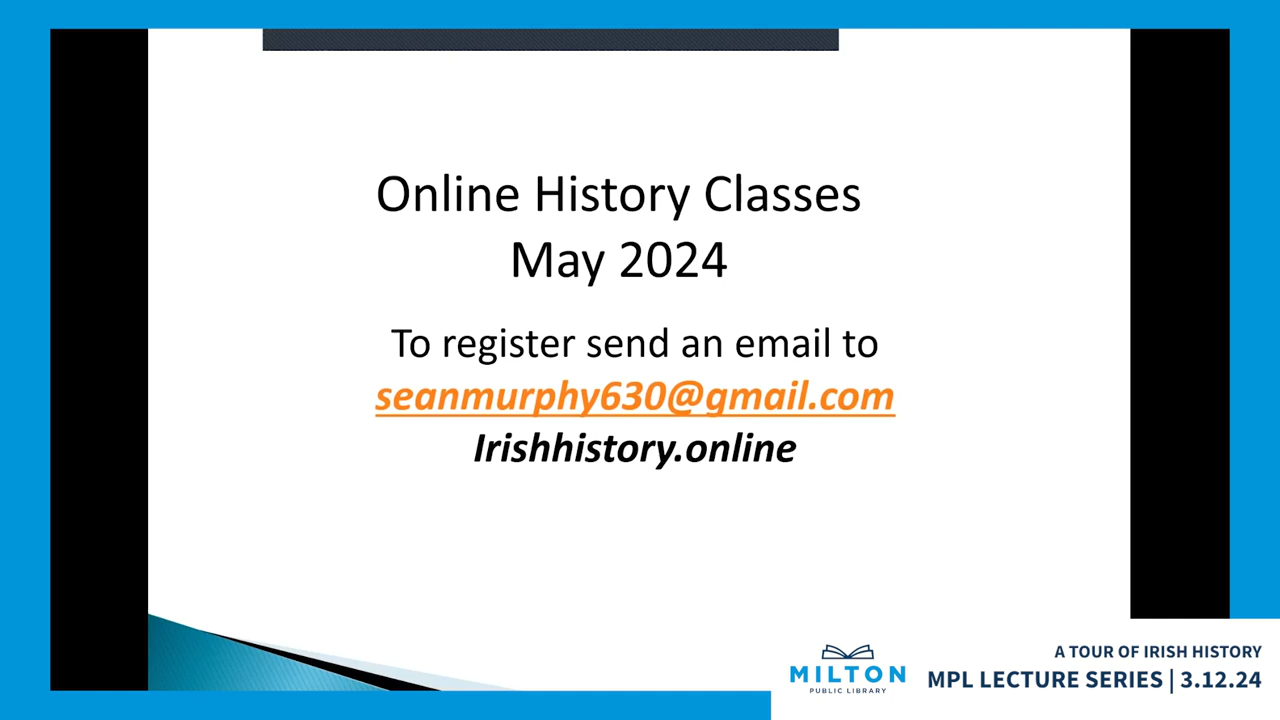 Online History Classes
May 2024
To register send an email to
seanmurphy630@gmail.com
Irishhistory.online
MILTON
PUBLIC LIBRARY
A TOUR OF IRISH HISTORY
MPL LECTURE SERIES | 3.12.24